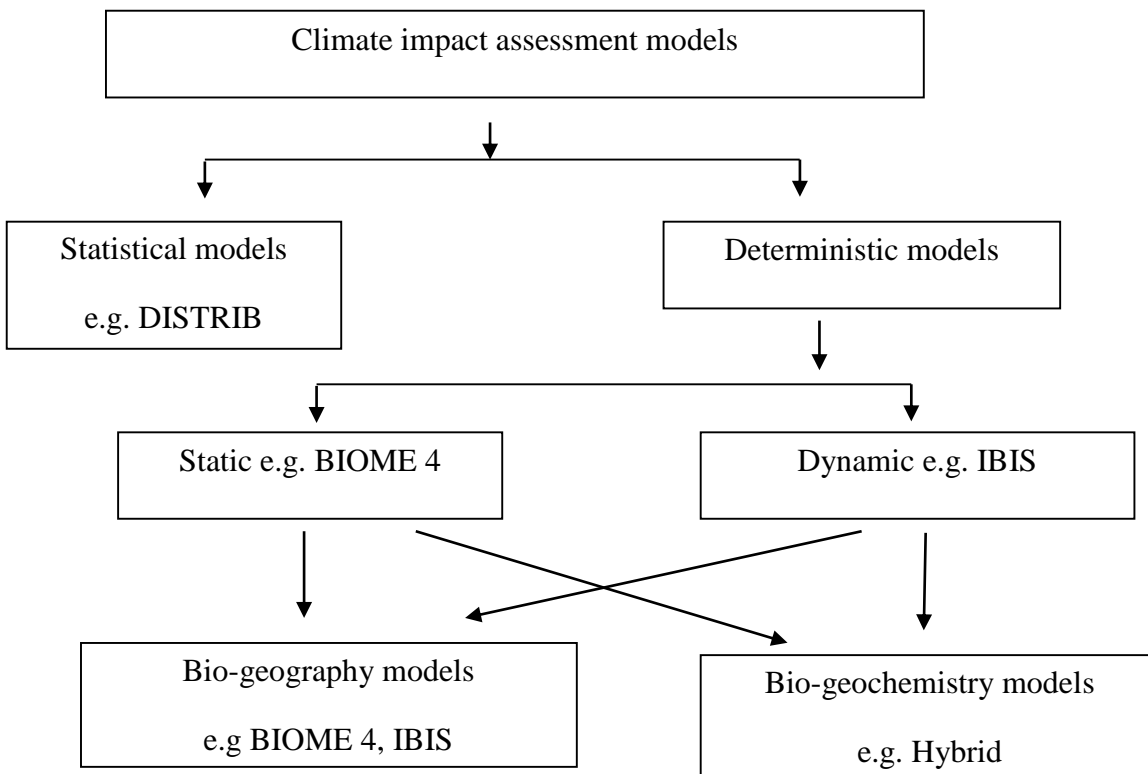 Climate impact assessment models
Statistical models
e.g. DISTRIB
Deterministic models
Static e.g. BIOME 4
Dynamic e.g. IBIS
Bio-geography models
e.g BIOME 4, IBIS
Bio-geochemistry models
e.g. Hybrid